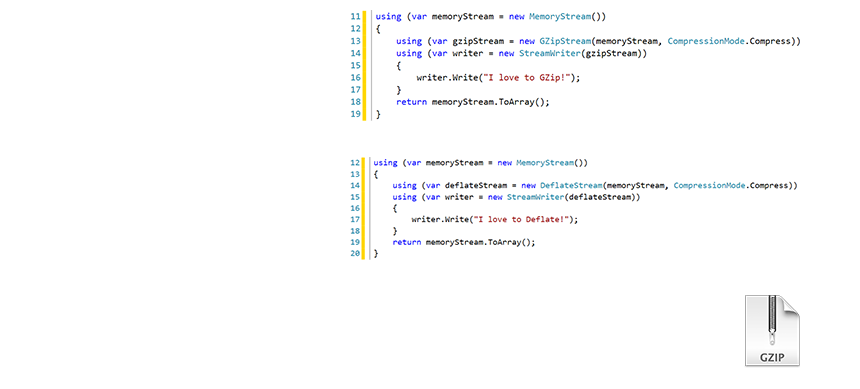 11 using (var memoryStream = new MemoryStream())
12 {
13 using (var gzipStream = new GZipStream(memoryStream, CompressionMode.Compress))
14 using (var writer = new StreamWriter(gzipStream))
15 {
16 writer.Write("I love to GZip!");
17 }
18 return memoryStream.ToArray();
19 }
12 using (var memoryStream = new MemoryStream())
13 {
14 using (var deflateStream = new DeflateStream(memoryStream, CompressionMode.Compress))
15 using (var writer = new StreamWriter(deflateStream))
16 {
17 writer.Write("I love to Deflate!");
18 }
19 return memoryStream.ToArray();
20 }
GZIP